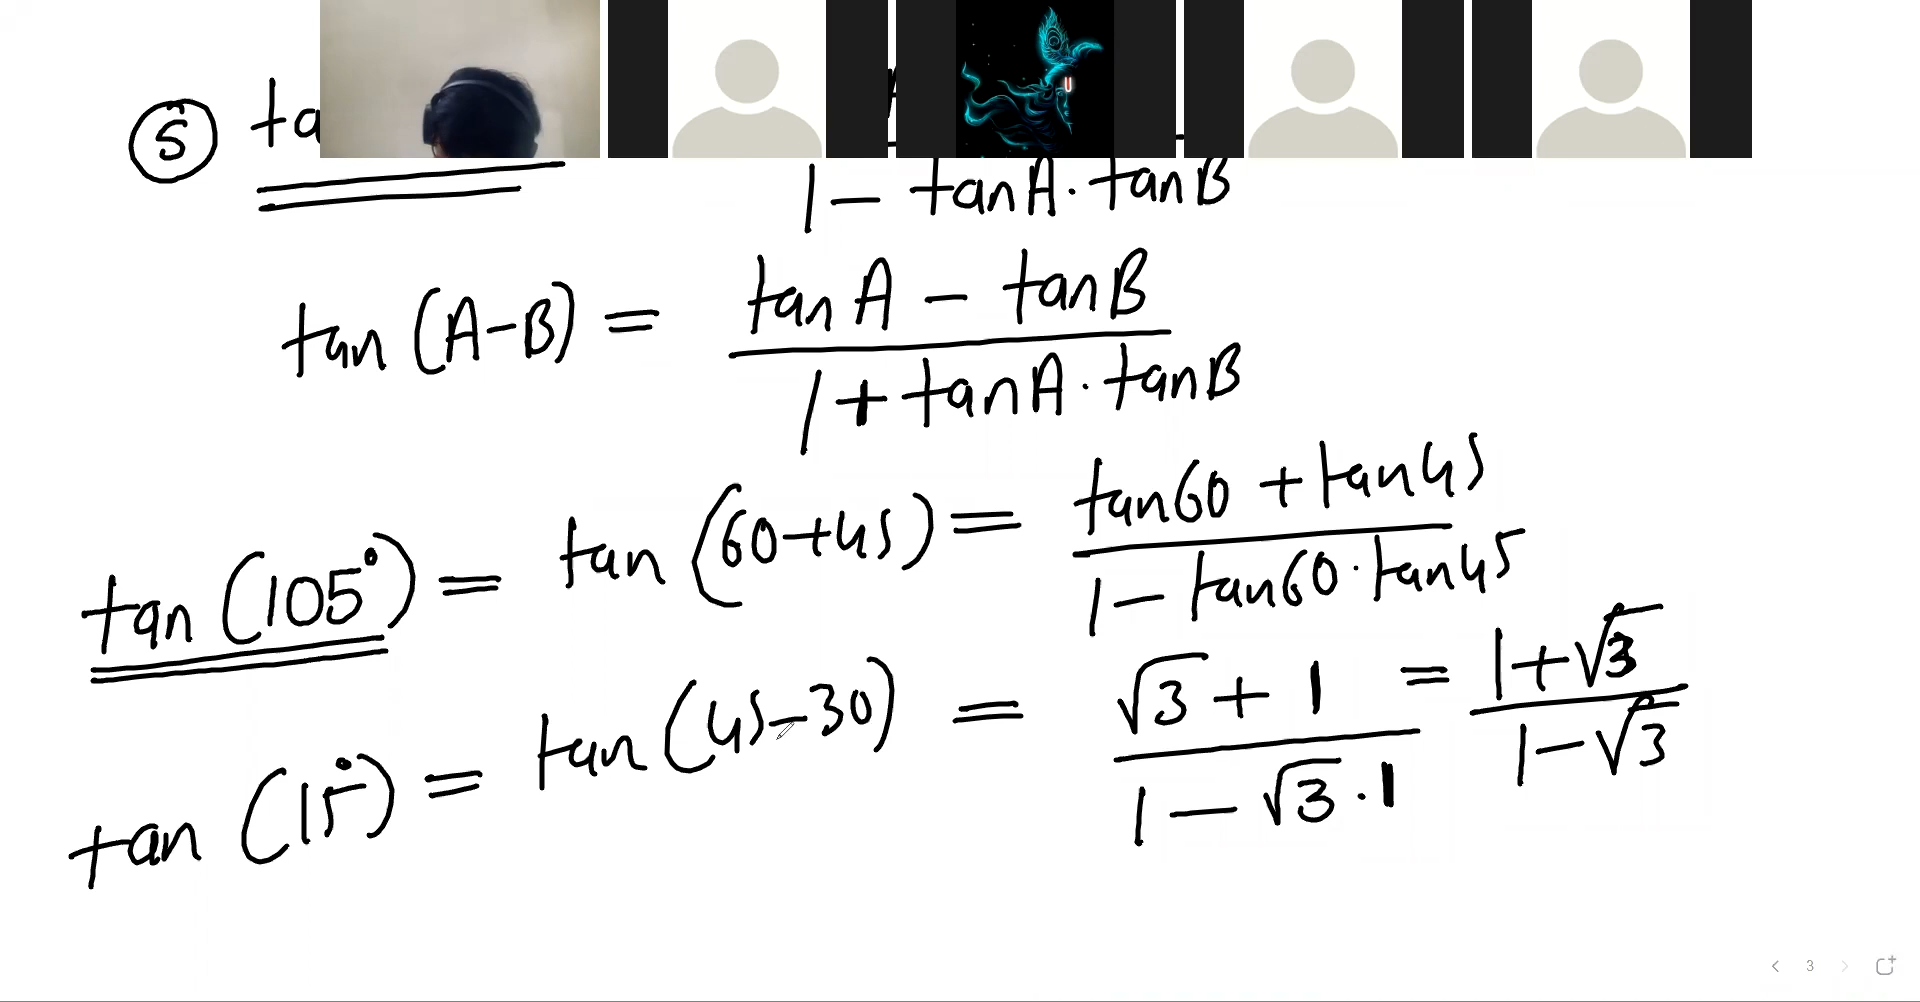 5
1 - tanA.tanB
tan (A-B) = tanA - tanB
1 + tanA.tanB
tan (105°) = tan (60+45) = tan60 + tan45
1 - tan60.tan45
= √3 + 1 = 1+√3
1 - √3.1 1-√3
tan (15°) = tan (45-30)
3